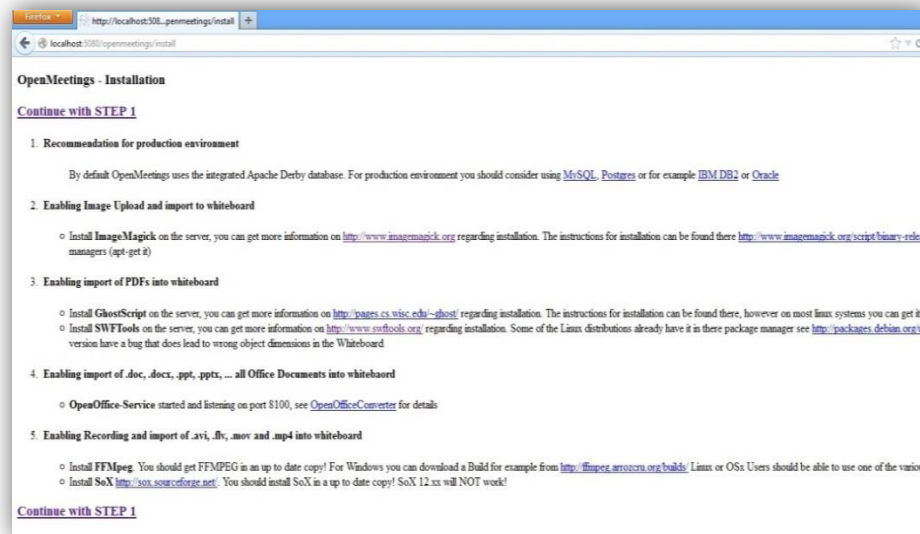 Firefox
http://localhost:508...penmeetings/install
+
localhost:5080/openmeetings/install
OpenMeetings - Installation
Continue with STEP 1
1. Recommendation for production environment
By default OpenMeetings uses the integrated Apache Derby database. For production environment you should consider using MySQL, Postgres or for example IBM DB2 or Oracle
2. Enabling Image Upload and import to whiteboard
Install ImageMagick on the server, you can get more information on http://www.imagemagick.org regarding installation. The instructions for installation can be found there http://www.imagemagick.org/script/binary-rele
managers (apt-get it)
3. Enabling import of PDFs into whiteboard
Install GhostScript on the server, you can get more information on http://pages.cs.wisc.edu/~ghost/ regarding installation. The instructions for installation can be found there, however on most linux systems you can get it
Install SWFTools on the server, you can get more information on http://www.swftools.org/ regarding installation. Some of the Linux distributions already have it in there package manager see http://packages.debian.org/
version have a bug that does lead to wrong object dimensions in the Whiteboard
4. Enabling import of .doc, .docx, .ppt, .pptx, ... all Office Documents into whitebaord
OpenOffice-Service started and listening on port 8100, see OpenOfficeConverter for details
5. Enabling Recording and import of .avi, .flv, .mov and .mp4 into whiteboard
Install FFMpeg. You should get FFMPEG in an up to date copy! For Windows you can download a Build for example from http://ffmpeg.arrozcru.org/builds/ Linux or OSx Users should be able to use one of the variou
Install SoX http://sox.sourceforge.net/. You should install SoX in a up to date copy! SoX 12.xx will NOT work!
Continue with STEP 1